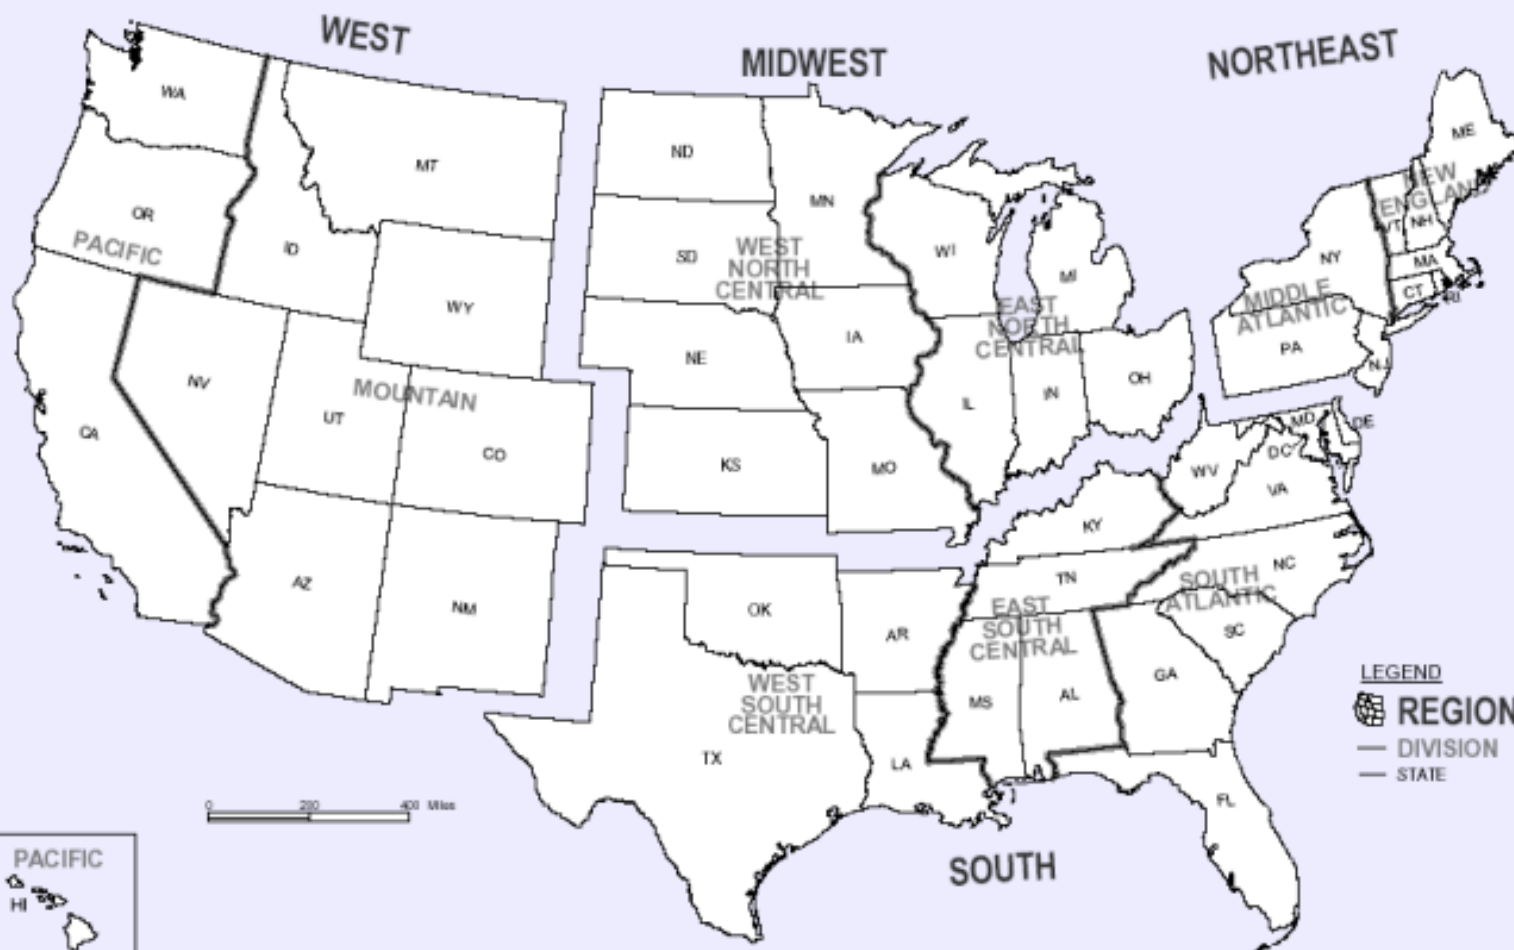 WEST
MIDWEST
NORTHEAST
WA
MT
ND
MN
ME
OR
ID
SD
WI
MI
NY
VT
NH
NEW
ENGLAND
PACIFIC
WEST
NORTH
CENTRAL
MA
CT
RI
WY
IA
EAST
NORTH
CENTRAL
MIDDLE
ATLANTIC
NE
PA
NJ
NV
MOUNTAIN
UT
CO
CA
KS
MO
IL
IN
OH
MD
DE
DC
WV
VA
KY
AZ
NM
OK
AR
TN
NC
SOUTH
ATLANTIC
EAST
SOUTH
CENTRAL
SC
WEST
SOUTH
CENTRAL
MS
AL
GA
TX
LA
FL
LEGEND
REGION
DIVISION
STATE
0 200 400 Miles
SOUTH
PACIFIC
HI